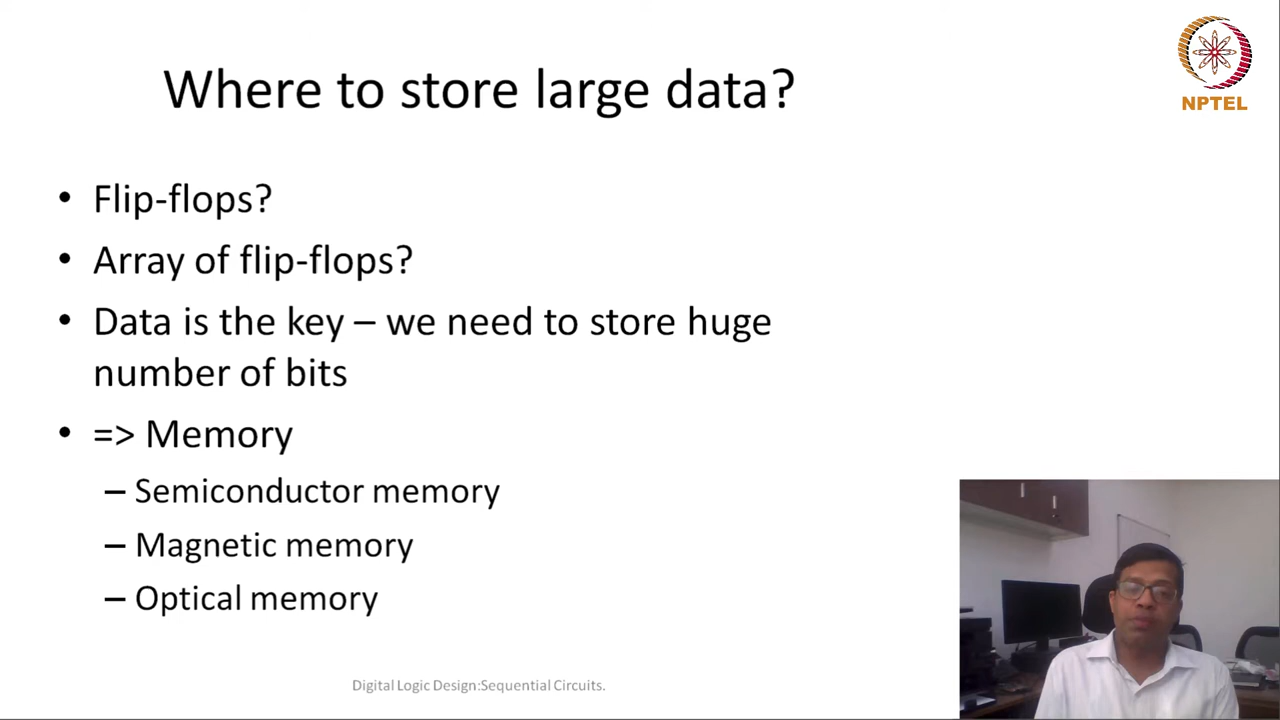 Where to store large data?
NPTEL
• Flip-flops?
• Array of flip-flops?
• Data is the key – we need to store huge
number of bits
• => Memory
– Semiconductor memory
– Magnetic memory
– Optical memory
Digital Logic Design:Sequential Circuits.